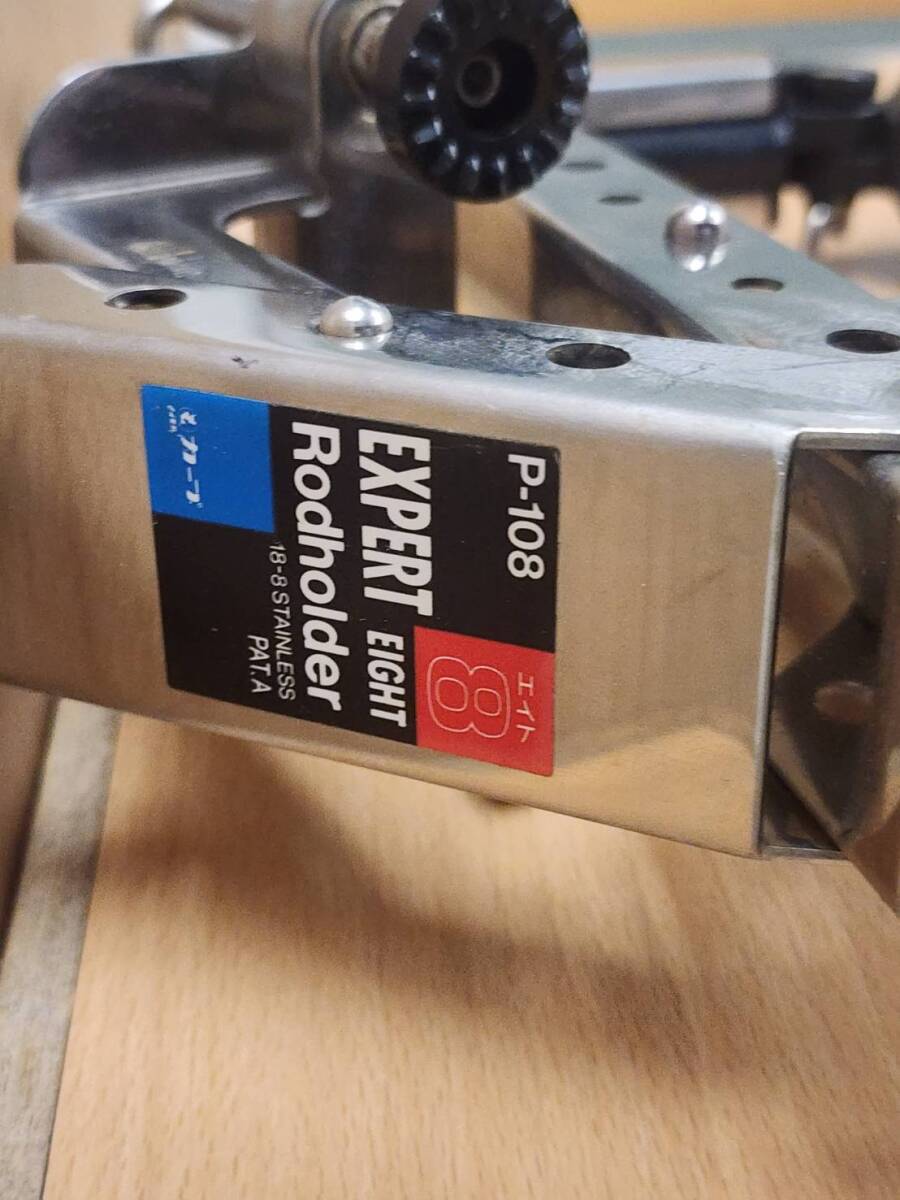 P-108
EXPERT EIGHT
エイト
8
Rodholder
18-8 STAINLESS
PAT.A